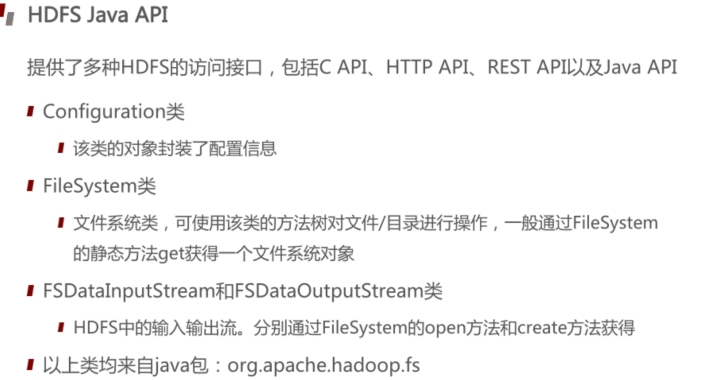 HDFS Java API
提供了多种HDFS的访问接口，包括C API、HTTP API、REST API以及Java API
Configuration类
该类的对象封装了配置信息
FileSystem类
文件系统类，可使用该类的方法树对文件/目录进行操作，一般通过FileSystem
的静态方法get获得一个文件系统对象
FSDataInputStream和FSDataOutputStream类
HDFS中的输入输出流。分别通过FileSystem的open方法和create方法获得
以上类均来自java包：org.apache.hadoop.fs